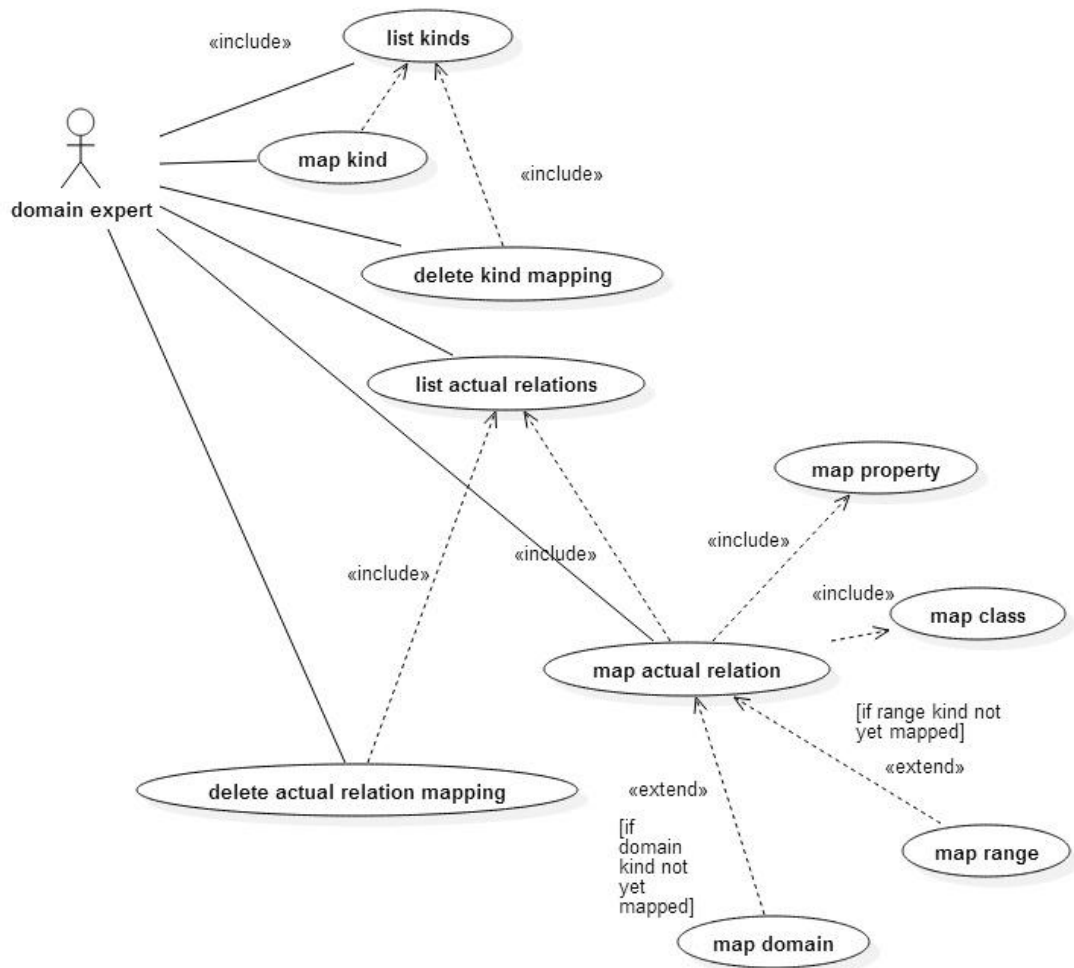 list kinds
«include»
map kind
«include»
domain expert
delete kind mapping
list actual relations
map property
«include»
«include»
«include»
«include»
map class
map actual relation
[if range kind not
yet mapped]
«extend»
delete actual relation mapping
«extend»
[if
domain
kind not
yet
mapped]
map range
map domain